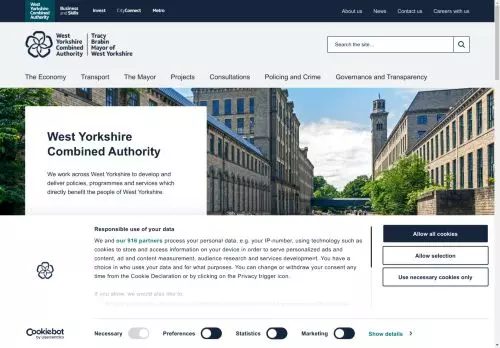 West
Yorkshire
Combined
Authority
Business
and Skills
Invest
CityConnect
Metro
About us
News
Contact us
Careers with us
West
Yorkshire
Combined
Authority
Tracy
Brabin
Mayor of
West Yorkshire
Search the site...
The Economy
Transport
The Mayor
Projects
Consultations
Policing and Crime
Governance and Transparency
West Yorkshire
Combined Authority
We work across West Yorkshire to develop and
deliver policies, programmes and services which
directly benefit the people of West Yorkshire.
Responsible use of your data
We and our 916 partners process your personal data, e.g. your IP-number, using technology such
as cookies to store and access information on your device in order to serve personalized ads and
content, ad and content measurement, audience research and services development. You have a
choice in who uses your data and for what purposes. You can change or withdraw your consent
any time from the Cookie Declaration or by clicking on the Privacy trigger icon.
If you allow, we would also like to:
Allow all cookies
Allow selection
Use necessary cookies only
Cookiebot
by Usercentrics
Necessary
Preferences
Statistics
Marketing
Show details